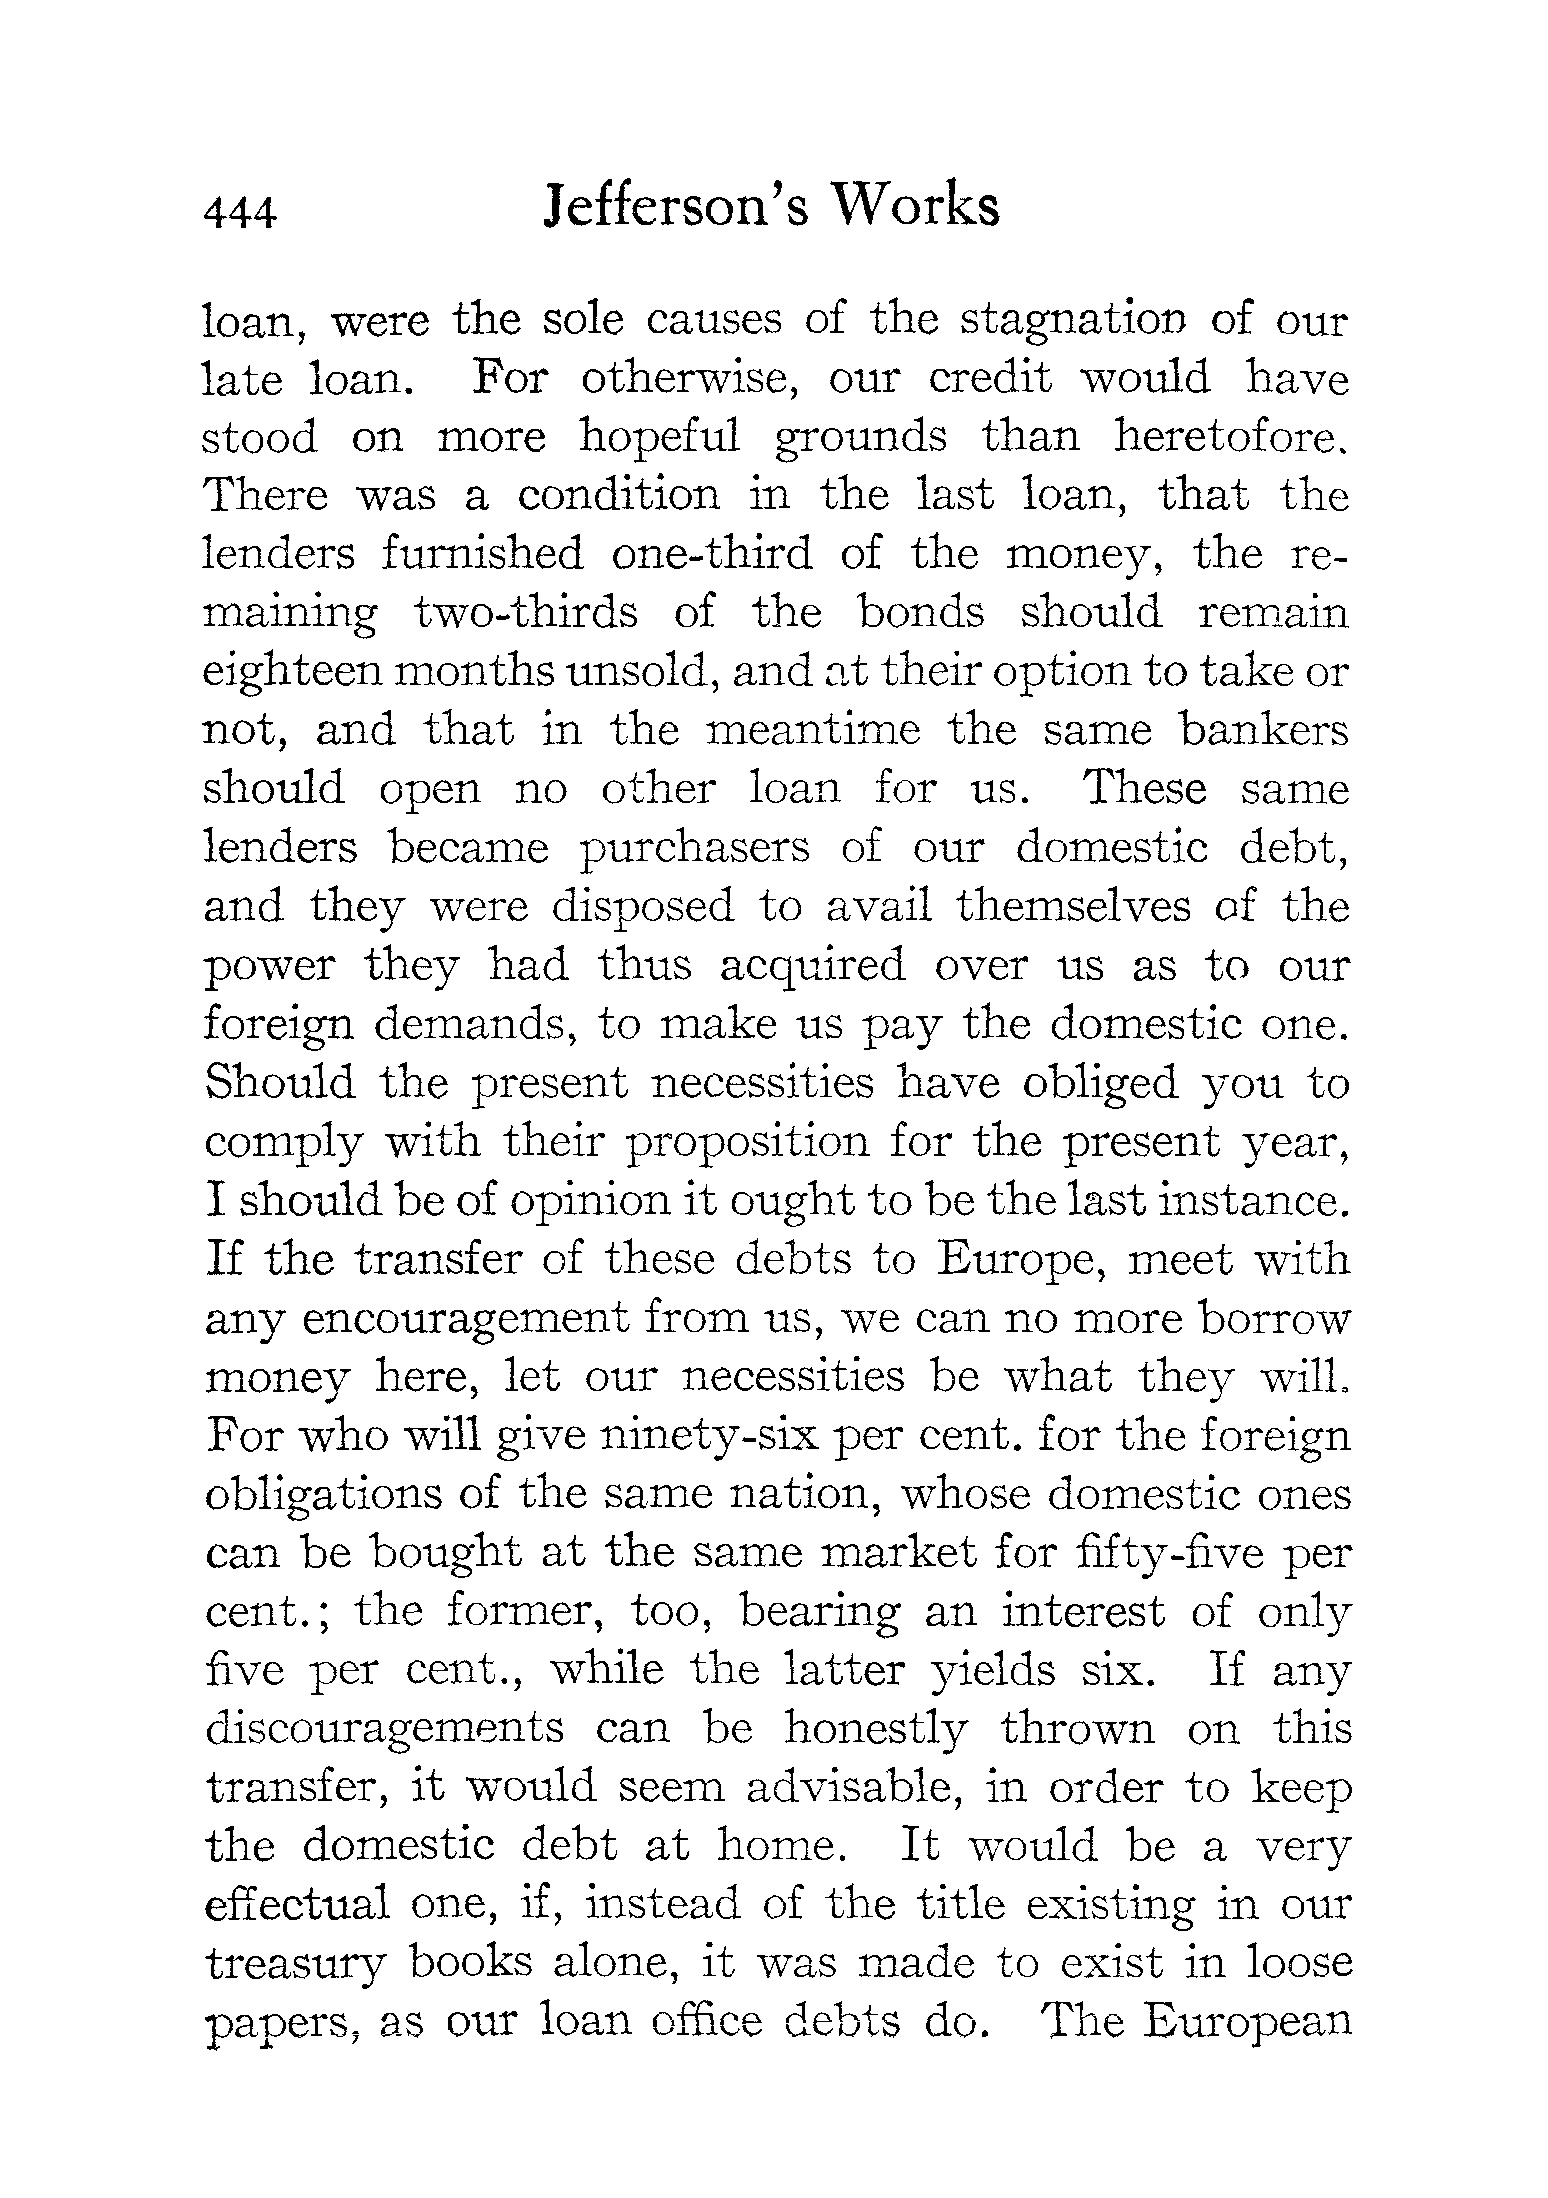 444 Jefferson's Works
loan, were the sole causes of the stagnation of our
late loan. For otherwise, our credit would have
stood on more hopeful grounds than heretofore.
There was a condition in the last loan, that the
lenders furnished one-third of the money, the re-
maining two-thirds of the bonds should remain
eighteen months unsold, and at their option to take or
not, and that in the meantime the same bankers
should open no other loan for us. These same
lenders became purchasers of our domestic debt,
and they were disposed to avail themselves of the
power they had thus acquired over us as to our
foreign demands, to make us pay the domestic one.
Should the present necessities have obliged you to
comply with their proposition for the present year,
I should be of opinion it ought to be the last instance.
If the transfer of these debts to Europe, meet with
any encouragement from us, we can no more borrow
money here, let our necessities be what they will.
For who will give ninety-six per cent. for the foreign
obligations of the same nation, whose domestic ones
can be bought at the same market for fifty-five per
cent.; the former, too, bearing an interest of only
five per cent., while the latter yields six. If any
discouragements can be honestly thrown on this
transfer, it would seem advisable, in order to keep
the domestic debt at home. It would be a very
effectual one, if, instead of the title existing in our
treasury books alone, it was made to exist in loose
papers, as our loan office debts do. The European